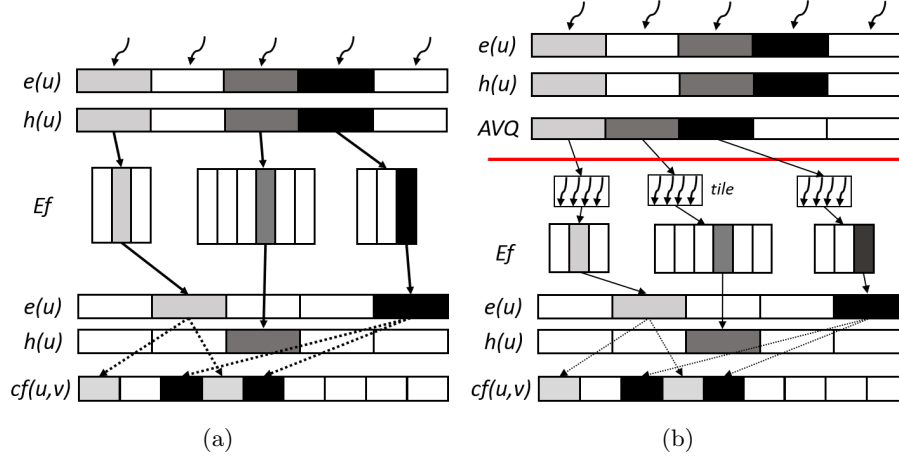 e(u)
h(u)
Ef
e(u)
h(u)
cf(u,v)
(a)
e(u)
h(u)
AVQ
tile
Ef
e(u)
h(u)
cf(u,v)
(b)